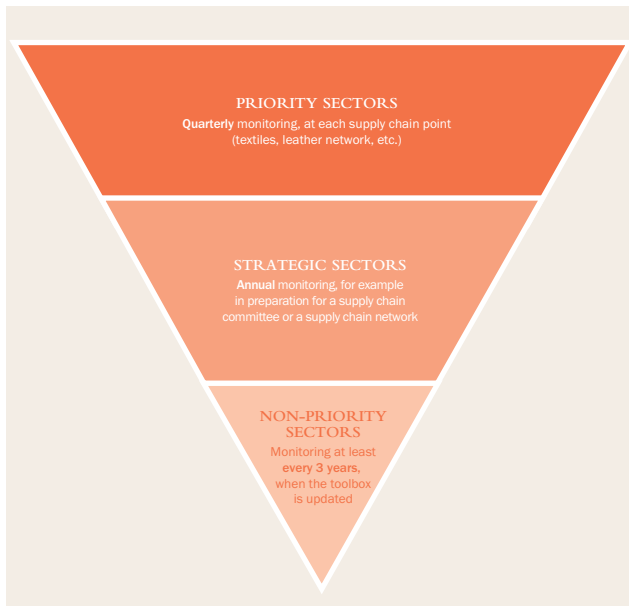 PRIORITY SECTORS
Quarterly monitoring, at each supply chain point
(textiles, leather network, etc.)
STRATEGIC SECTORS
Annual monitoring, for example
in preparation for a supply chain
committee or a supply chain network
NON-PRIORITY
SECTORS
Monitoring at least
every 3 years,
when the toolbox
is updated